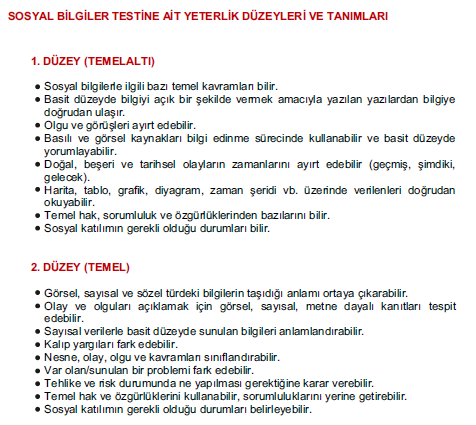 SOSYAL BİLGİLER TESTİNE AİT YETERLİK DÜZEYLERİ VE TANIMLARI
1. DÜZEY (TEMELALTI)
● Sosyal bilgilerle ilgili bazı temel kavramları bilir.
● Basit düzeyde bilgiyi açık bir şekilde vermek amacıyla yazılan yazılardan bilgiye
doğrudan ulaşır.
● Olgu ve görüşleri ayırt edebilir.
● Basılı ve görsel kaynakları bilgi edinme sürecinde kullanabilir ve basit düzeyde
yorumlayabilir.
● Doğal, beşeri ve tarihsel olayların zamanlarını ayırt edebilir (geçmiş, şimdiki,
gelecek).
● Harita, tablo, grafik, diyagram, zaman şeridi vb. üzerinde verilenleri doğrudan
okuyabilir.
● Temel hak, sorumluluk ve özgürlüklerinden bazılarını bilir.
● Sosyal katılımın gerekli olduğu durumları bilir.
2. DÜZEY (TEMEL)
● Görsel, sayısal ve sözel türdeki bilgilerin taşıdığı anlamı ortaya çıkarabilir.
● Olay ve olguları açıklamak için görsel, sayısal, metne dayalı kanıtları tespit
edebilir.
● Sayısal verilerle basit düzeyde sunulan bilgileri anlamlandırabilir.
● Kalıp yargıları fark edebilir.
● Nesne, olay, olgu ve kavramları sınıflandırabilir.
● Var olan/sunulan bir problemi fark edebilir.
● Tehlike ve risk durumunda ne yapılması gerektiğine karar verebilir.
● Temel hak ve özgürlüklerini kullanabilir, sorumluluklarını yerine getirebilir.
● Sosyal katılımın gerekli olduğu durumları belirleyebilir.